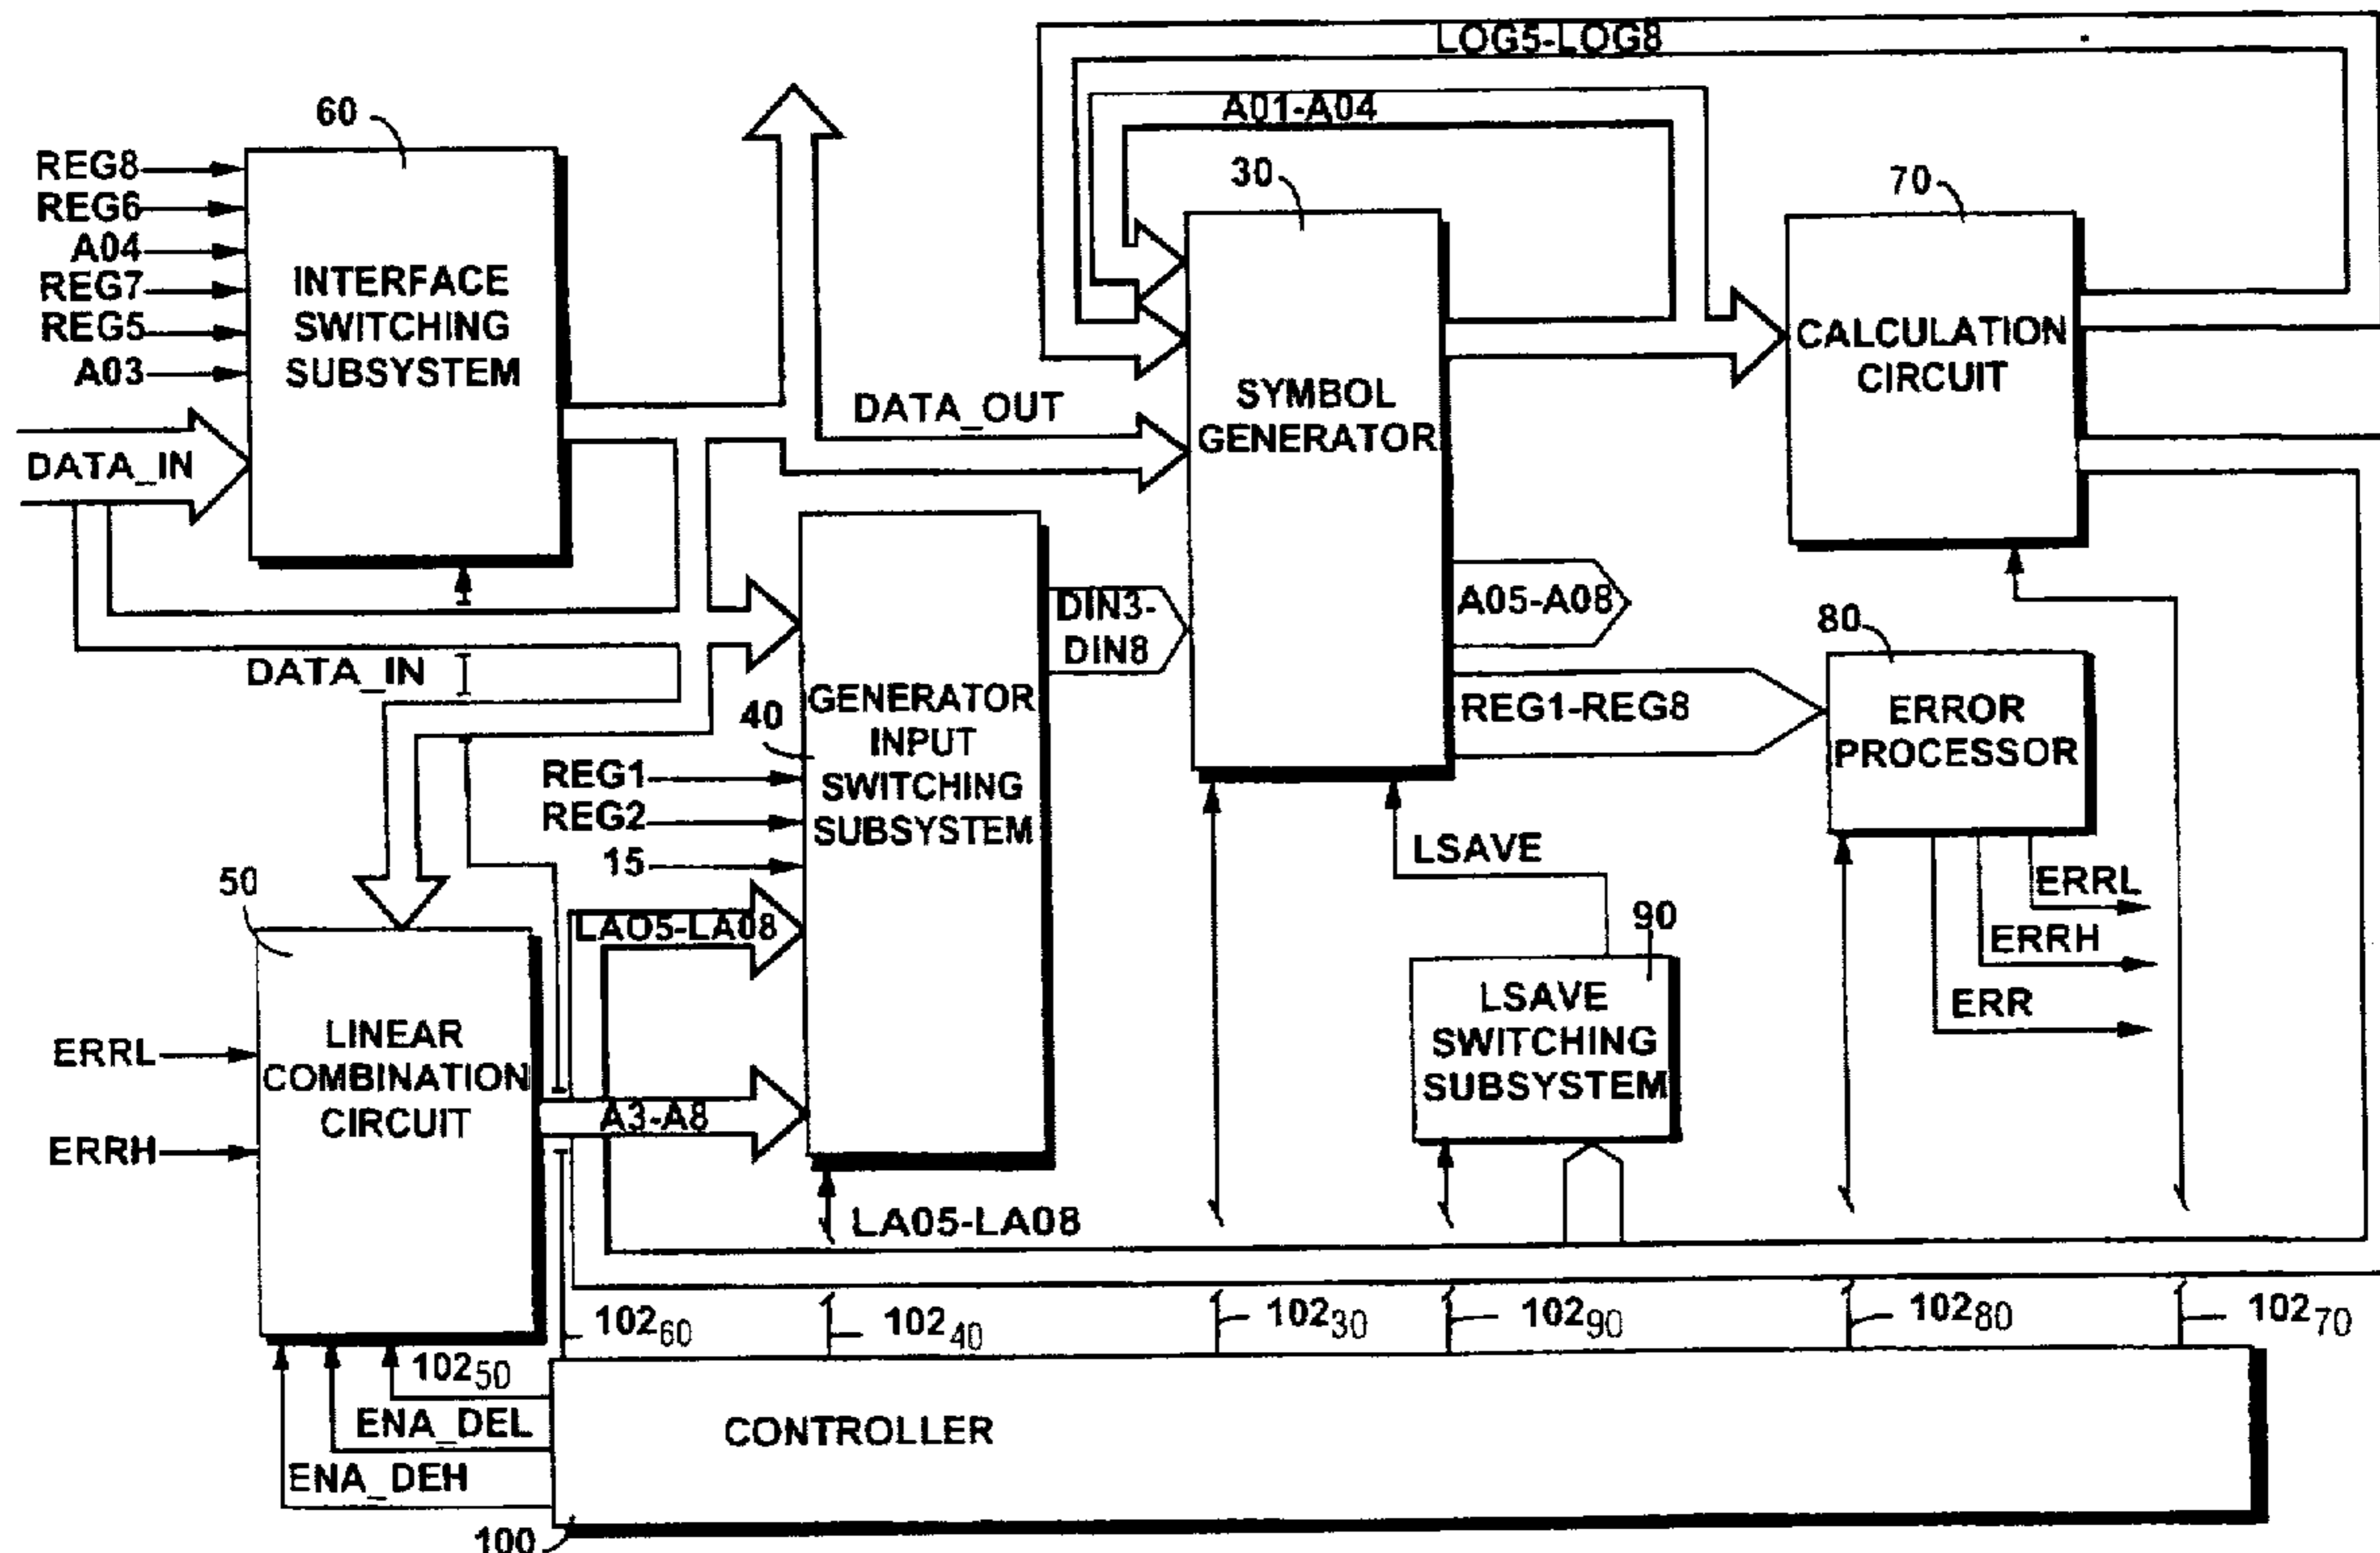 LOG5-LOG8
A01-A04
60
30
70
REG8
REG6
A04
REG7
REG5
A03
INTERFACE
SWITCHING
SUBSYSTEM
DATA_IN
DATA_OUT
SYMBOL
GENERATOR
CALCULATION
CIRCUIT
DATA_IN
DIN3-
DIN8
A05-A08
REG1-REG8
80
ERROR
PROCESSOR
40
GENERATOR
INPUT
SWITCHING
SUBSYSTEM
REG1
REG2
15
LAO5-LA08
A3-A8
LA05-LA08
LSAVE
90
LSAVE
SWITCHING
SUBSYSTEM
ERRL
ERRH
ERR
50
LINEAR
COMBINATION
CIRCUIT
ERRL
ERRH
10260
10240
10230
10290
10280
10270
10250
ENA_DEL
ENA_DEH
CONTROLLER
100